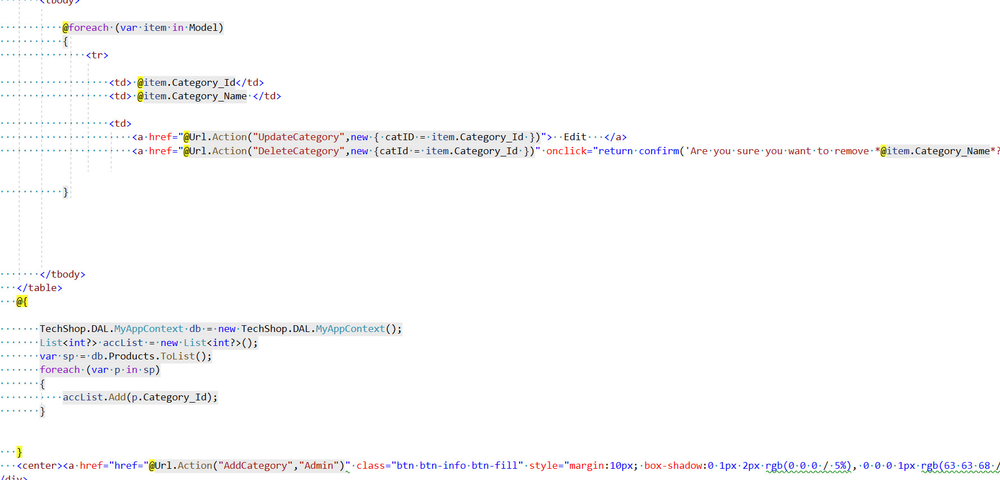 <tbody>
@foreach (var item in Model)
{
<tr>
<td> @item.Category_Id</td>
<td> @item.Category_Name </td>
<td>
<a href="@Url.Action("UpdateCategory",new { catID = item.Category_Id })">  Edit   </a>
<a href="@Url.Action("DeleteCategory",new {catId = item.Category_Id })" onclick="return confirm('Are you sure you want to remove *@item.Category_Name*?
}
</tbody>
</table>
@{
TechShop.DAL.MyAppContext db = new TechShop.DAL.MyAppContext();
List<int?> accList = new List<int?>();
var sp = db.Products.ToList();
foreach (var p in sp)
{
accList.Add(p.Category_Id);
}
}
<center><a href="href="@Url.Action("AddCategory","Admin")" class="btn btn-info btn-fill" style="margin:10px; box-shadow:0 1px 2px rgb(0 0 0 / 5%), 0 0 0 1px rgb(63 63 68 /
/div>